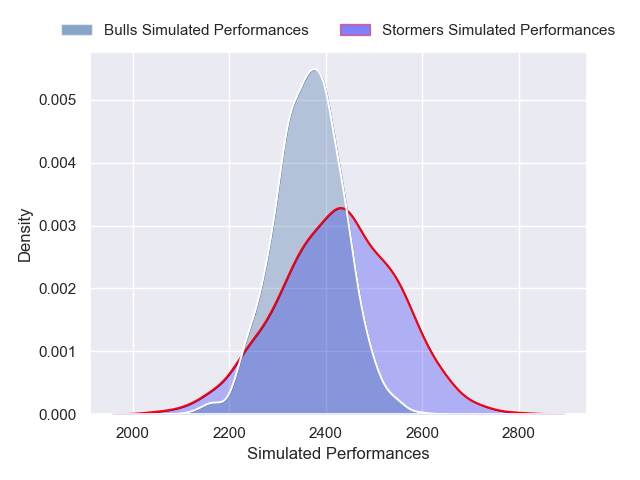 Bulls Simulated Performances
Stormers Simulated Performances
0.005
0.004
0.003
0.002
0.001
0.000
Density
2000 2200 2400 2600 2800
Simulated Performances